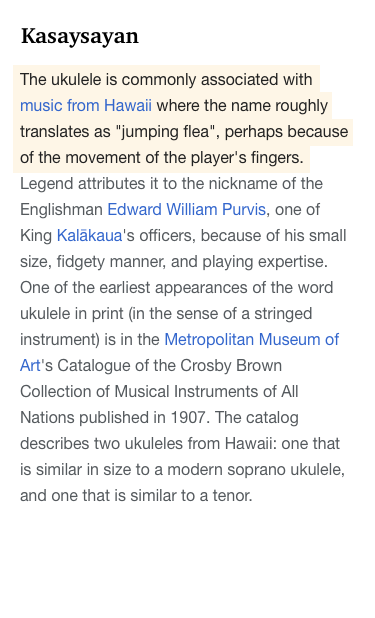 Kasaysayan
The ukulele is commonly associated with
music from Hawaii where the name roughly
translates as "jumping flea", perhaps because
of the movement of the player's fingers.
Legend attributes it to the nickname of the
Englishman Edward William Purvis, one of
King Kalākaua's officers, because of his small
size, fidgety manner, and playing expertise.
One of the earliest appearances of the word
ukulele in print (in the sense of a stringed
instrument) is in the Metropolitan Museum of
Art's Catalogue of the Crosby Brown
Collection of Musical Instruments of All
Nations published in 1907. The catalog
describes two ukuleles from Hawaii: one that
is similar in size to a modern soprano ukulele,
and one that is similar to a tenor.